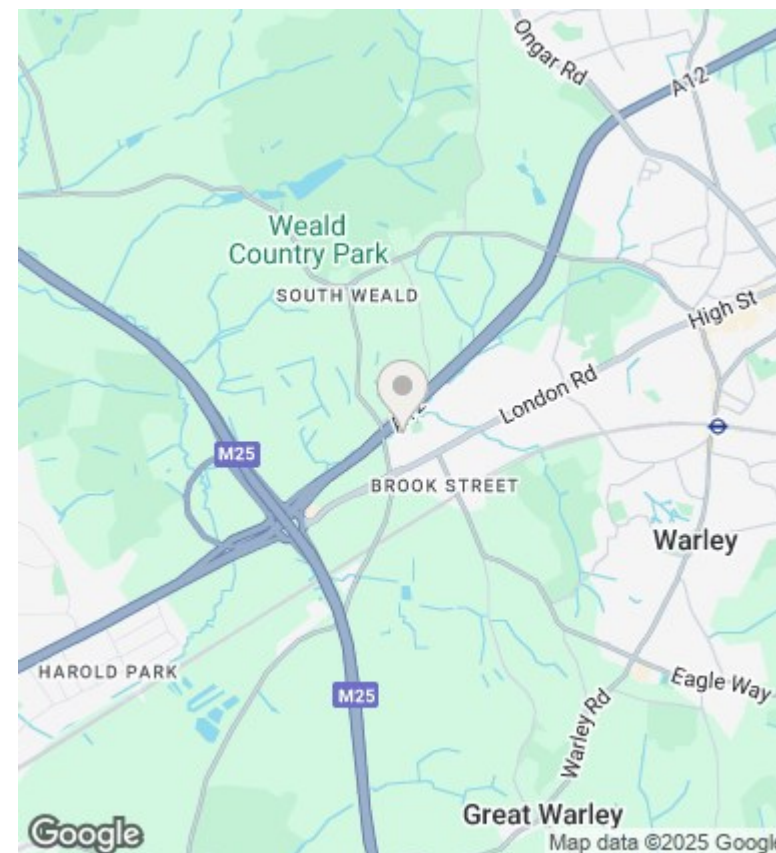 Ongar Rd
A12
Weald
Country Park
SOUTH WEALD
High St
London Rd
M25
BROOK STREET
Warley
HAROLD PARK
Eagle Way
M25
Warley Rd
Great Warley
Google
Map data ©2025 Google